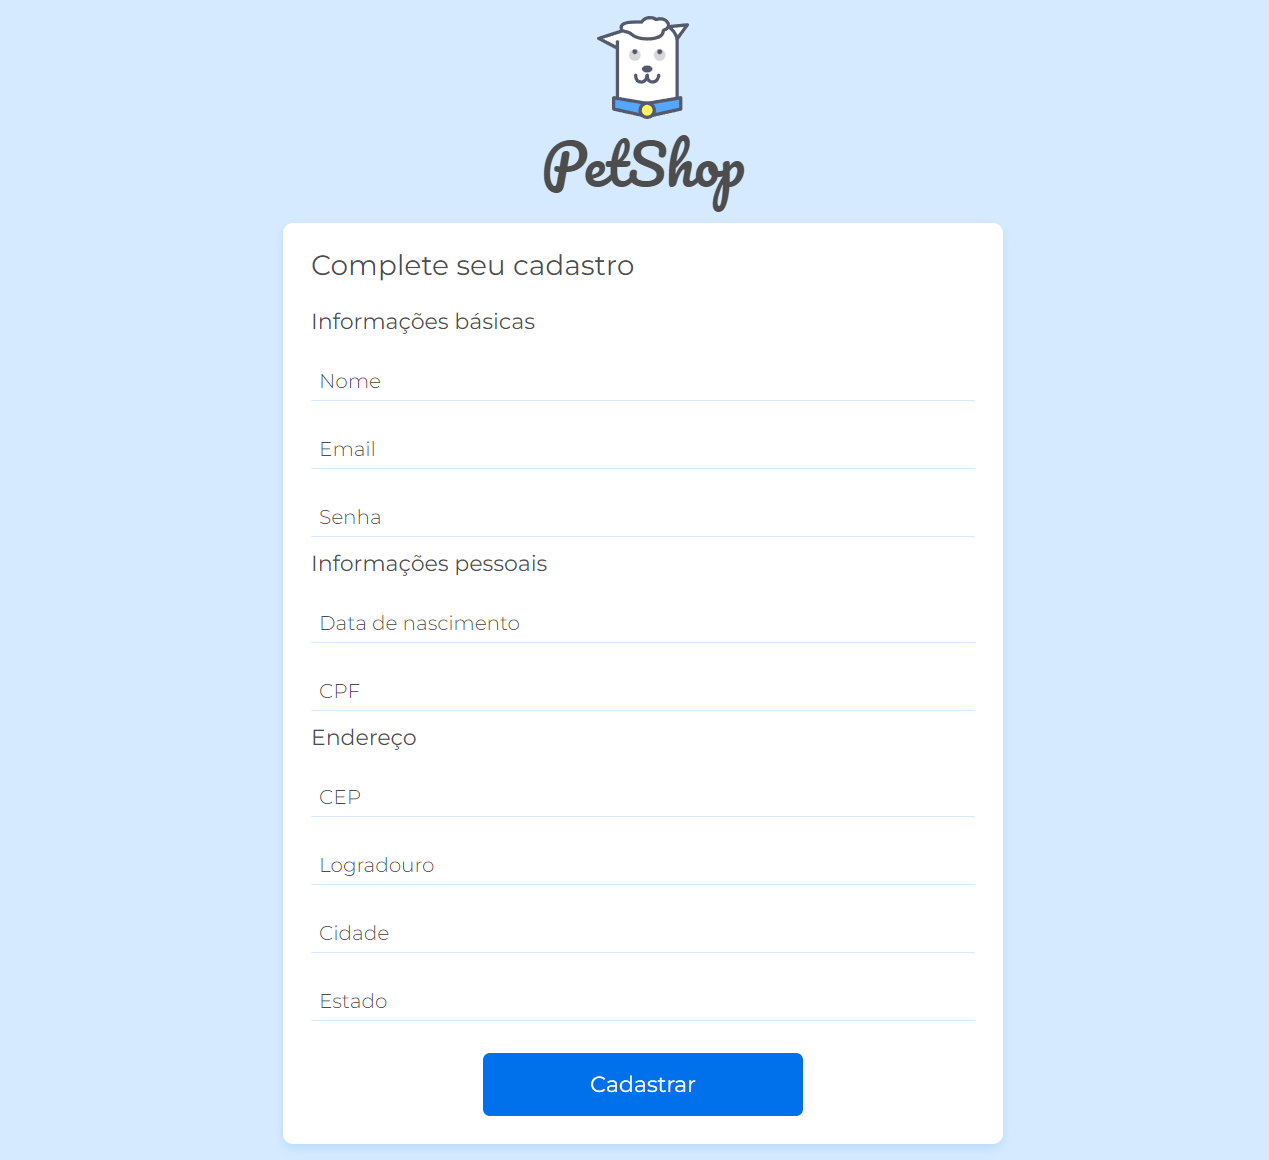 PetShop
Complete seu cadastro
Informações básicas
Nome
Email
Senha
Informações pessoais
Data de nascimento
CPF
Endereço
CEP
Logradouro
Cidade
Estado
Cadastrar